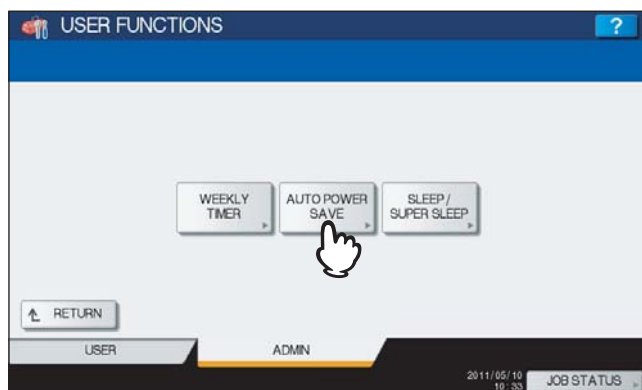 USER FUNCTIONS
?
WEEKLY
TIMER
AUTO POWER
SAVE
SLEEP /
SUPER SLEEP
RETURN
USER
ADMIN
2011/05/10
10:33
JOB STATUS